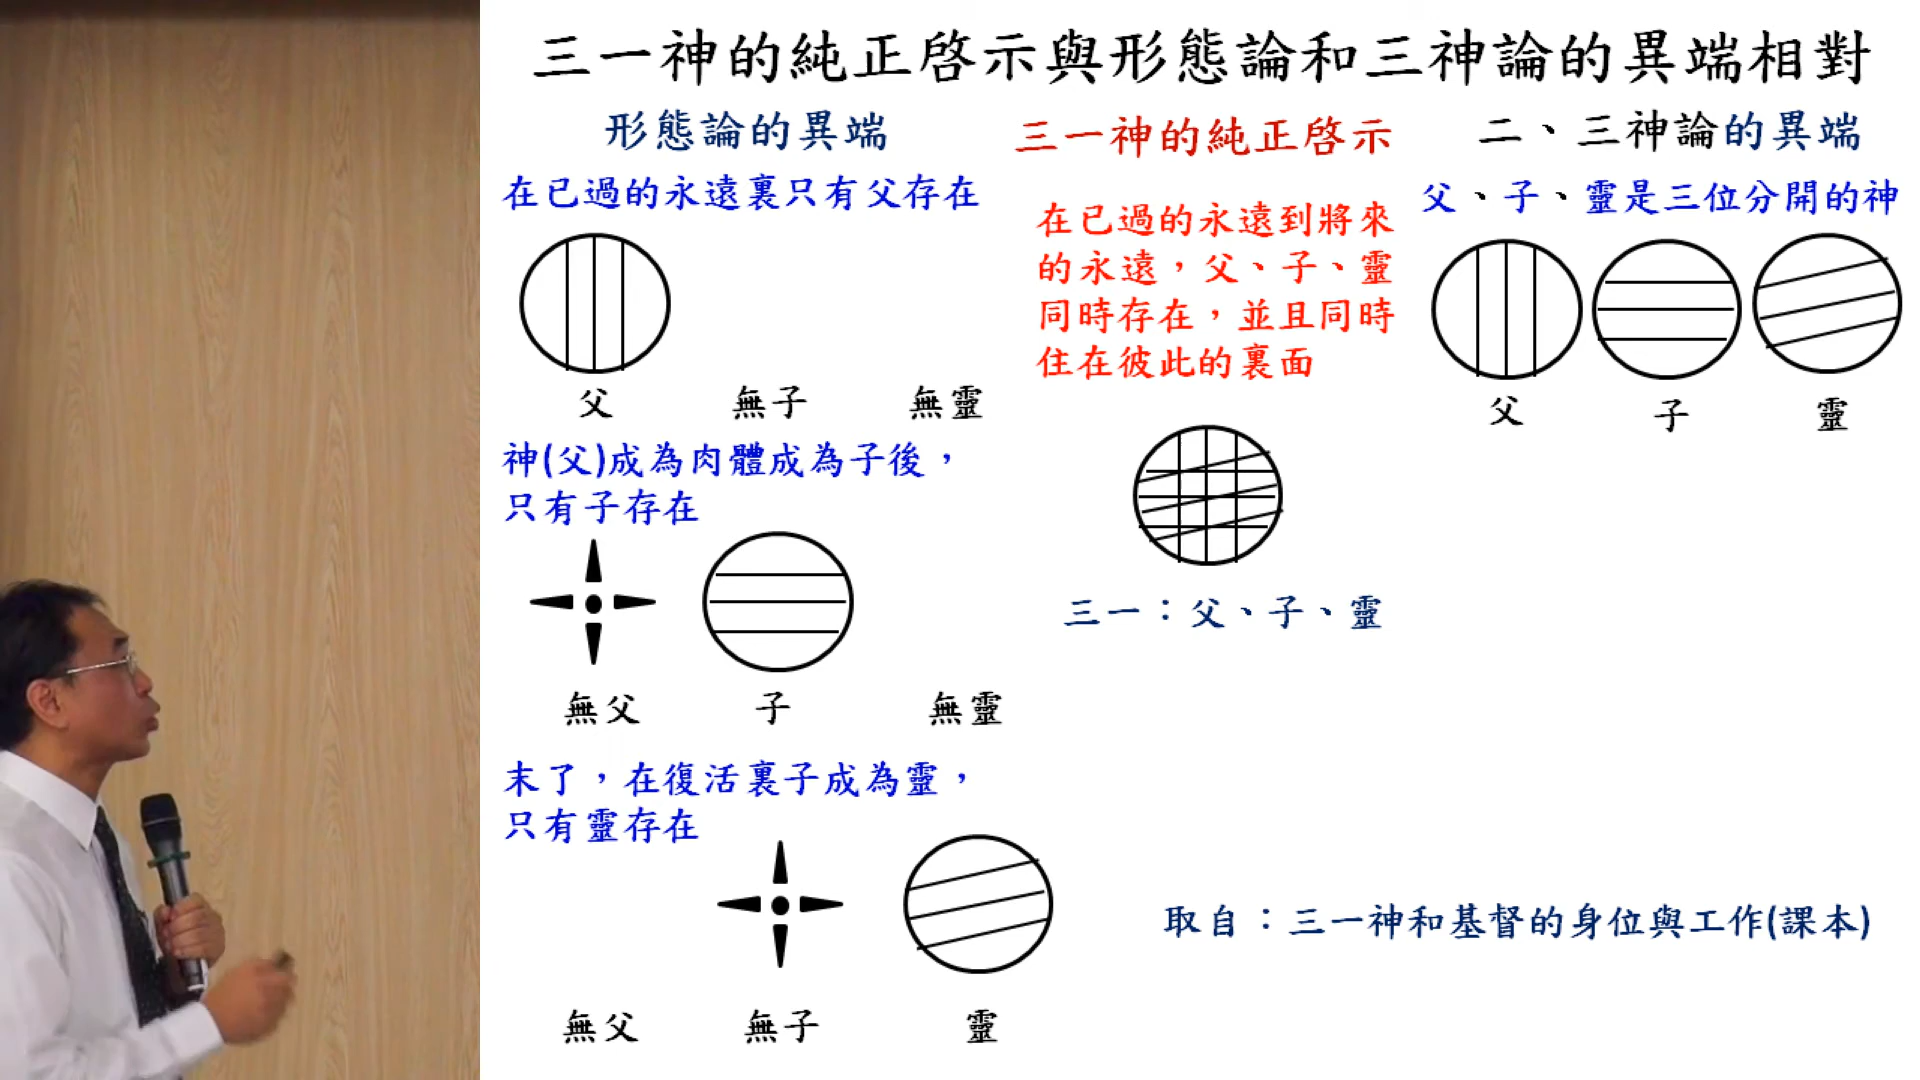 三一神的純正啓示與形態論和三神論的異端相對
形態論的異端
在已過的永遠裏只有父存在
父 無子 無靈
神(父)成為肉體成為子後，
只有子存在
無父 子 無靈
末了，在復活裏子成為靈，
只有靈存在
無父 無子 靈
三一神的純正啓示
在已過的永遠到將來
的永遠，父、子、靈
同時存在，並且同時
住在彼此的裏面
三一：父、子、靈
二、三神論的異端
父、子、靈是三位分開的神
父 子 靈
取自：三一神和基督的身位與工作(課本)